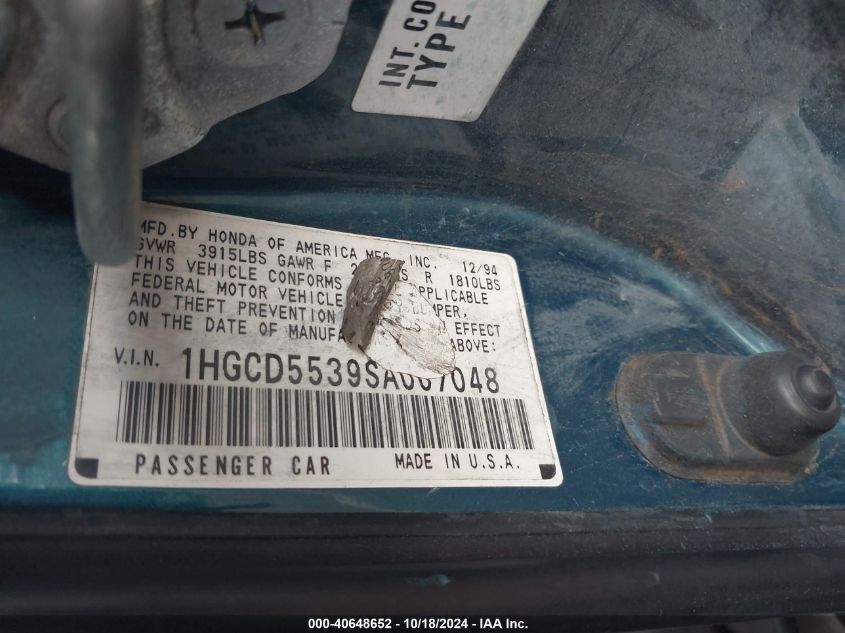 INT. CO
TYPE
MFD. BY HONDA OF AMERICA MFG., INC. 12/94
GVWR 3915LBS GAWR F R 1810LBS
THIS VEHICLE CONFORMS APPLICABLE
FEDERAL MOTOR VEHICLE
AND THEFT PREVENTION IN EFFECT
ON THE DATE OF ABOVE:
V.I.N. 1HGCD5539SA067048
PASSENGER CAR MADE IN U.S.A.
000-40648652 - 10/18/2024 - IAA Inc.